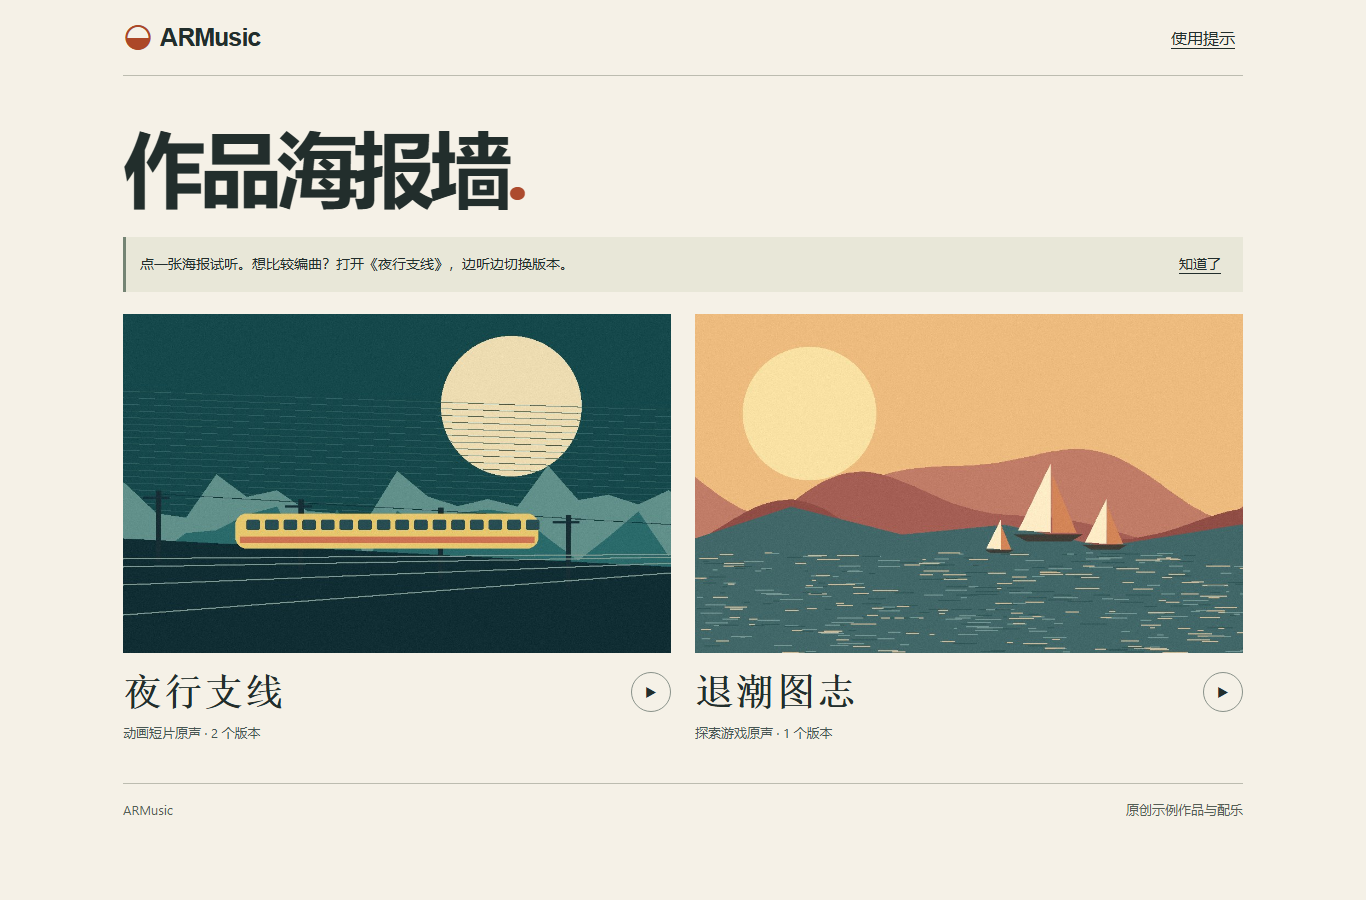 ARMusic
使用提示
作品海报墙.
点一张海报试听。想比较编曲？打开《夜行支线》，边听边切换版本。
知道了
夜行支线
动画短片原声 · 2 个版本
退潮图志
探索游戏原声 · 1 个版本
ARMusic
原创示例作品与配乐